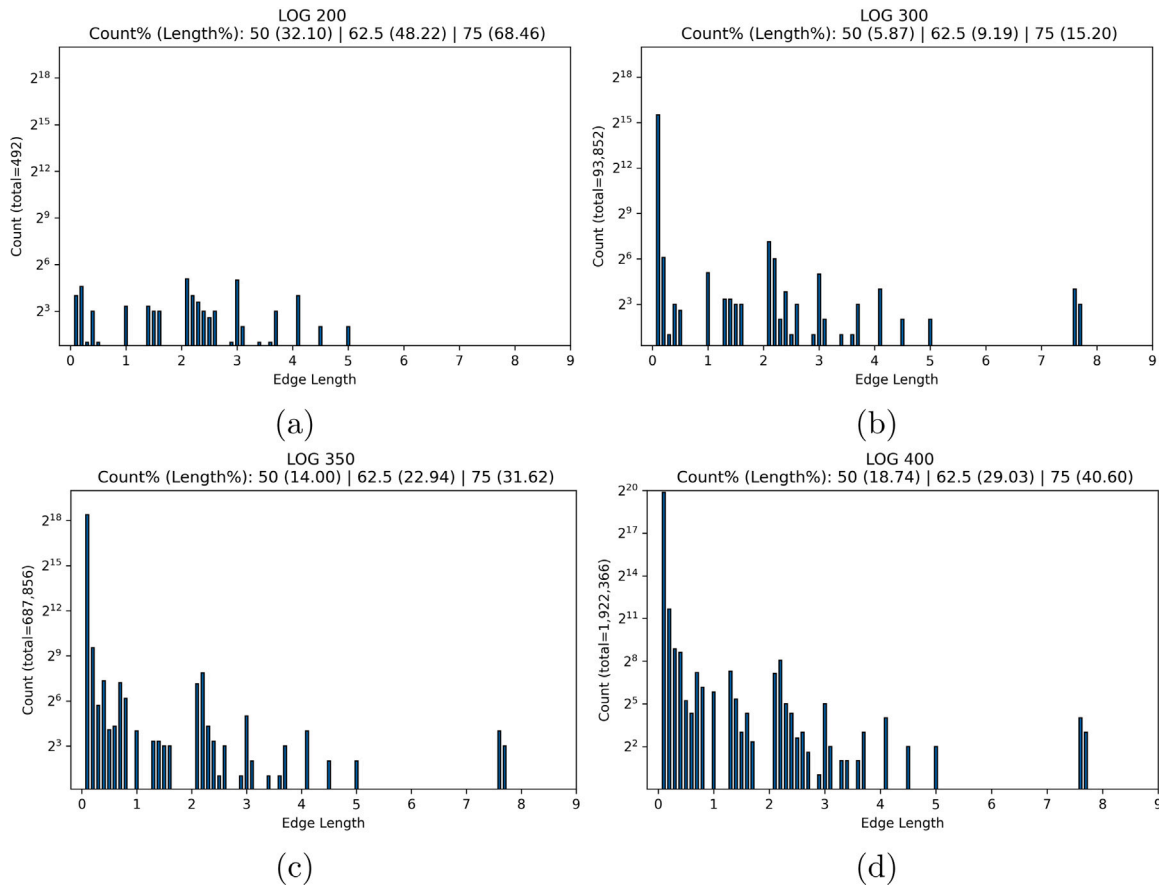 LOG 200
Count% (Length%): 50 (32.10) | 62.5 (48.22) | 75 (68.46)
Count (total=492)
2^18
2^15
2^12
2^9
2^6
2^3
0 1 2 3 4 5 6 7 8 9
Edge Length
(a)
LOG 300
Count% (Length%): 50 (5.87) | 62.5 (9.19) | 75 (15.20)
Count (total=93,852)
2^18
2^15
2^12
2^9
2^6
2^3
0 1 2 3 4 5 6 7 8 9
Edge Length
(b)
LOG 350
Count% (Length%): 50 (14.00) | 62.5 (22.94) | 75 (31.62)
Count (total=687,856)
2^18
2^15
2^12
2^9
2^6
2^3
0 1 2 3 4 5 6 7 8 9
Edge Length
(c)
LOG 400
Count% (Length%): 50 (18.74) | 62.5 (29.03) | 75 (40.60)
Count (total=1,922,366)
2^20
2^17
2^14
2^11
2^8
2^5
2^2
0 1 2 3 4 5 6 7 8 9
Edge Length
(d)